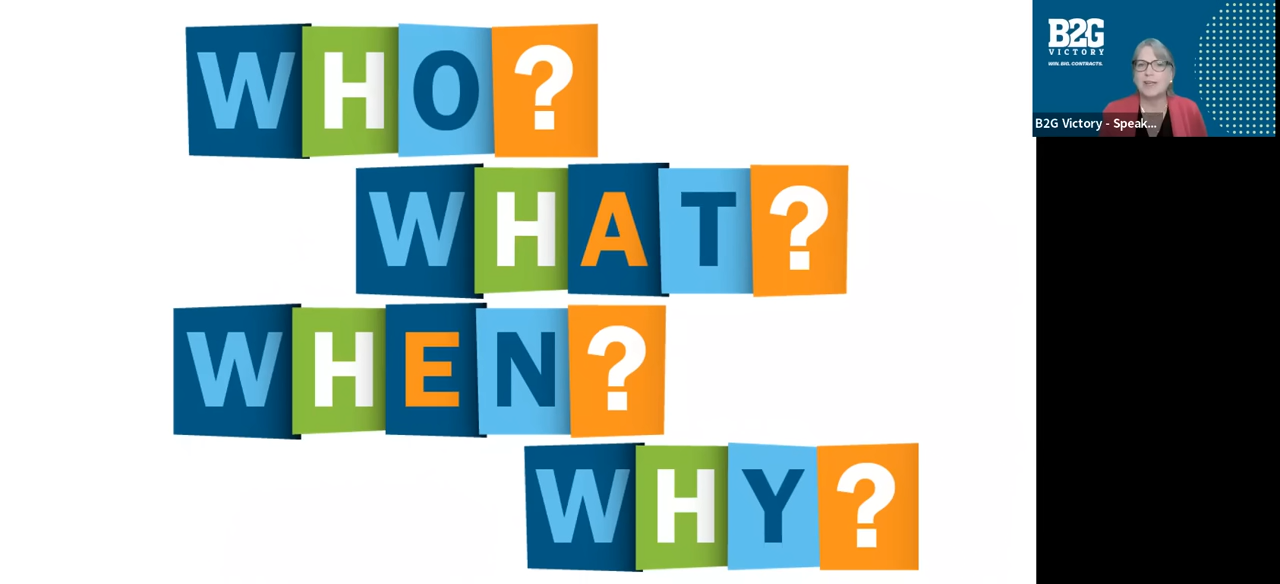 WHO?
WHAT?
WHEN?
WHY?
B2G
VICTORY
WIN. BIG. CONTRACTS.
B2G Victory - Speak...